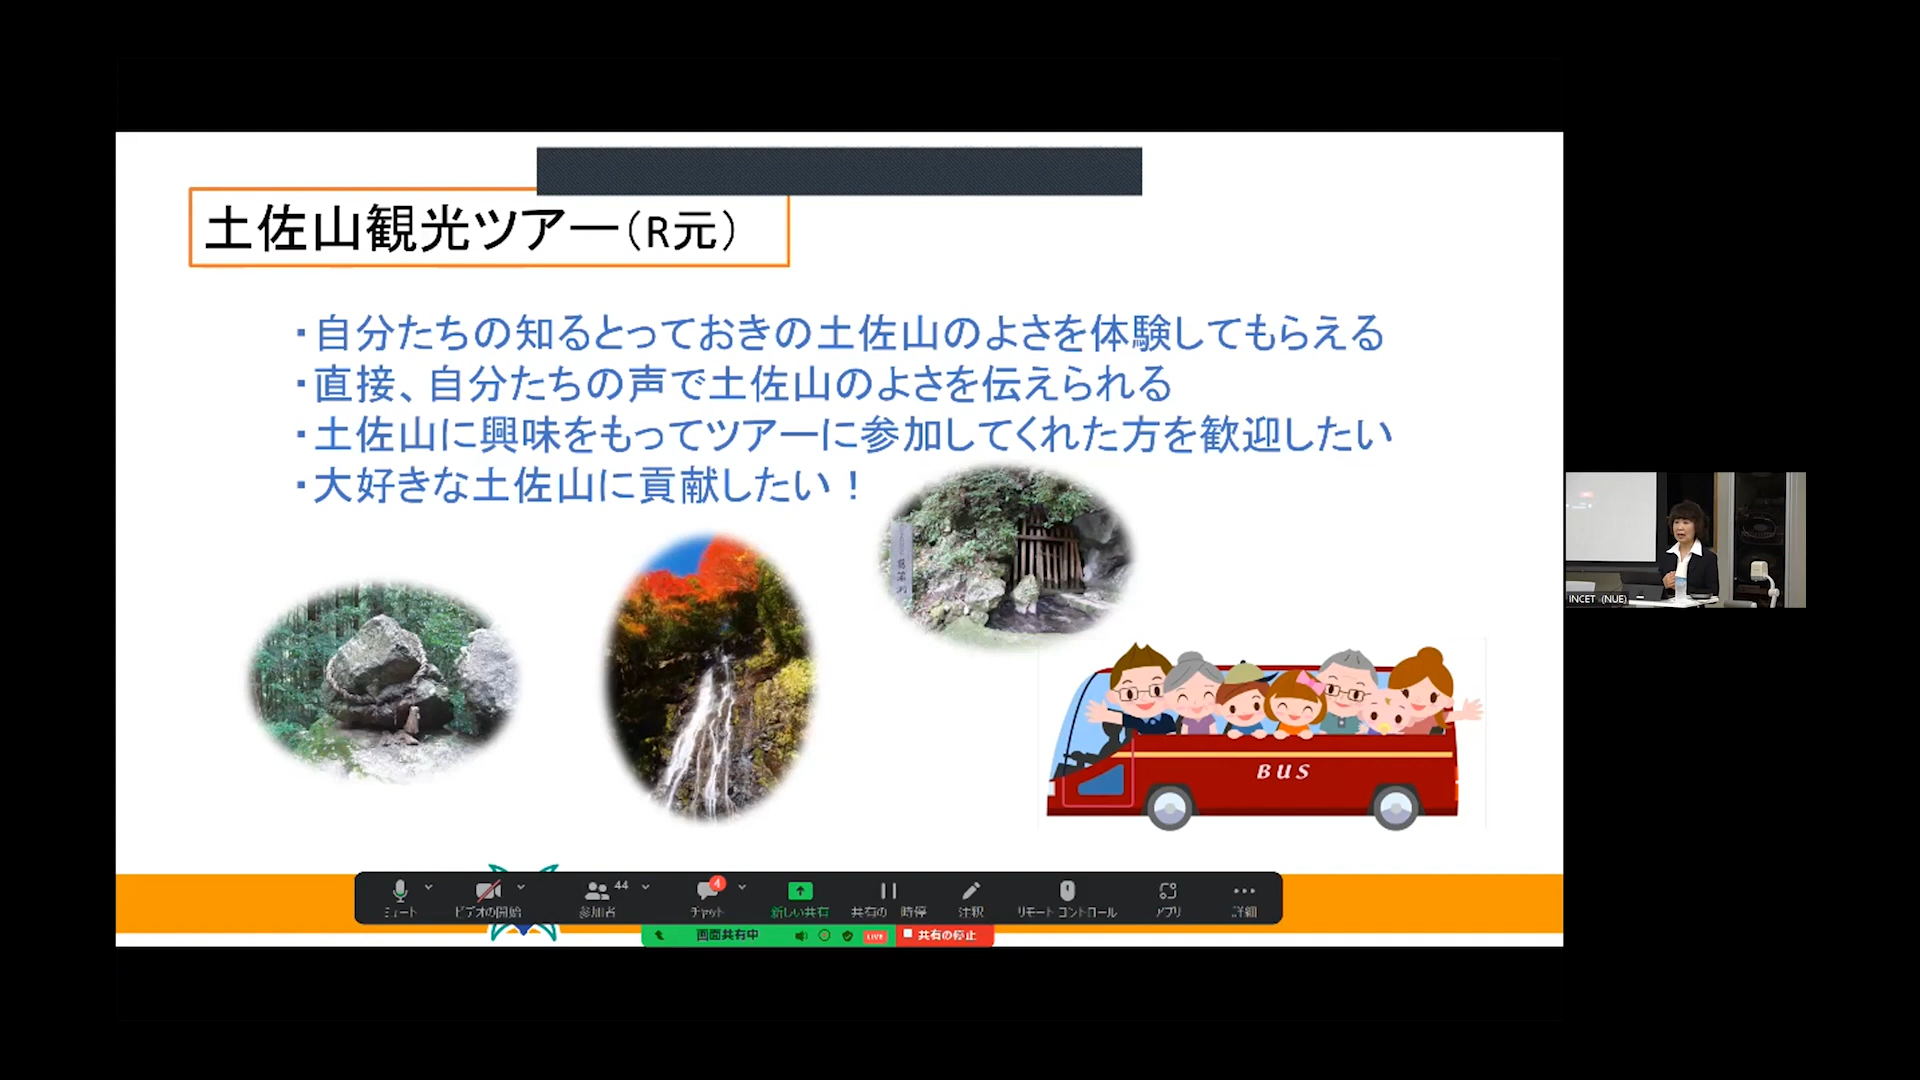 土佐山観光ツアー（R元）
・自分たちの知るとっておきの土佐山のよさを体験してもらえる
・直接、自分たちの声で土佐山のよさを伝えられる
・土佐山に興味をもってツアーに参加してくれた方を歓迎したい
・大好きな土佐山に貢献したい！
BUS
INCET (NUE)
ミュート ビデオの開始 44 参加者 4 チャット 新しい共有 共有の一時停 注釈 リモート コントロール アプリ 詳細
画面共有中 LIVE 共有の停止